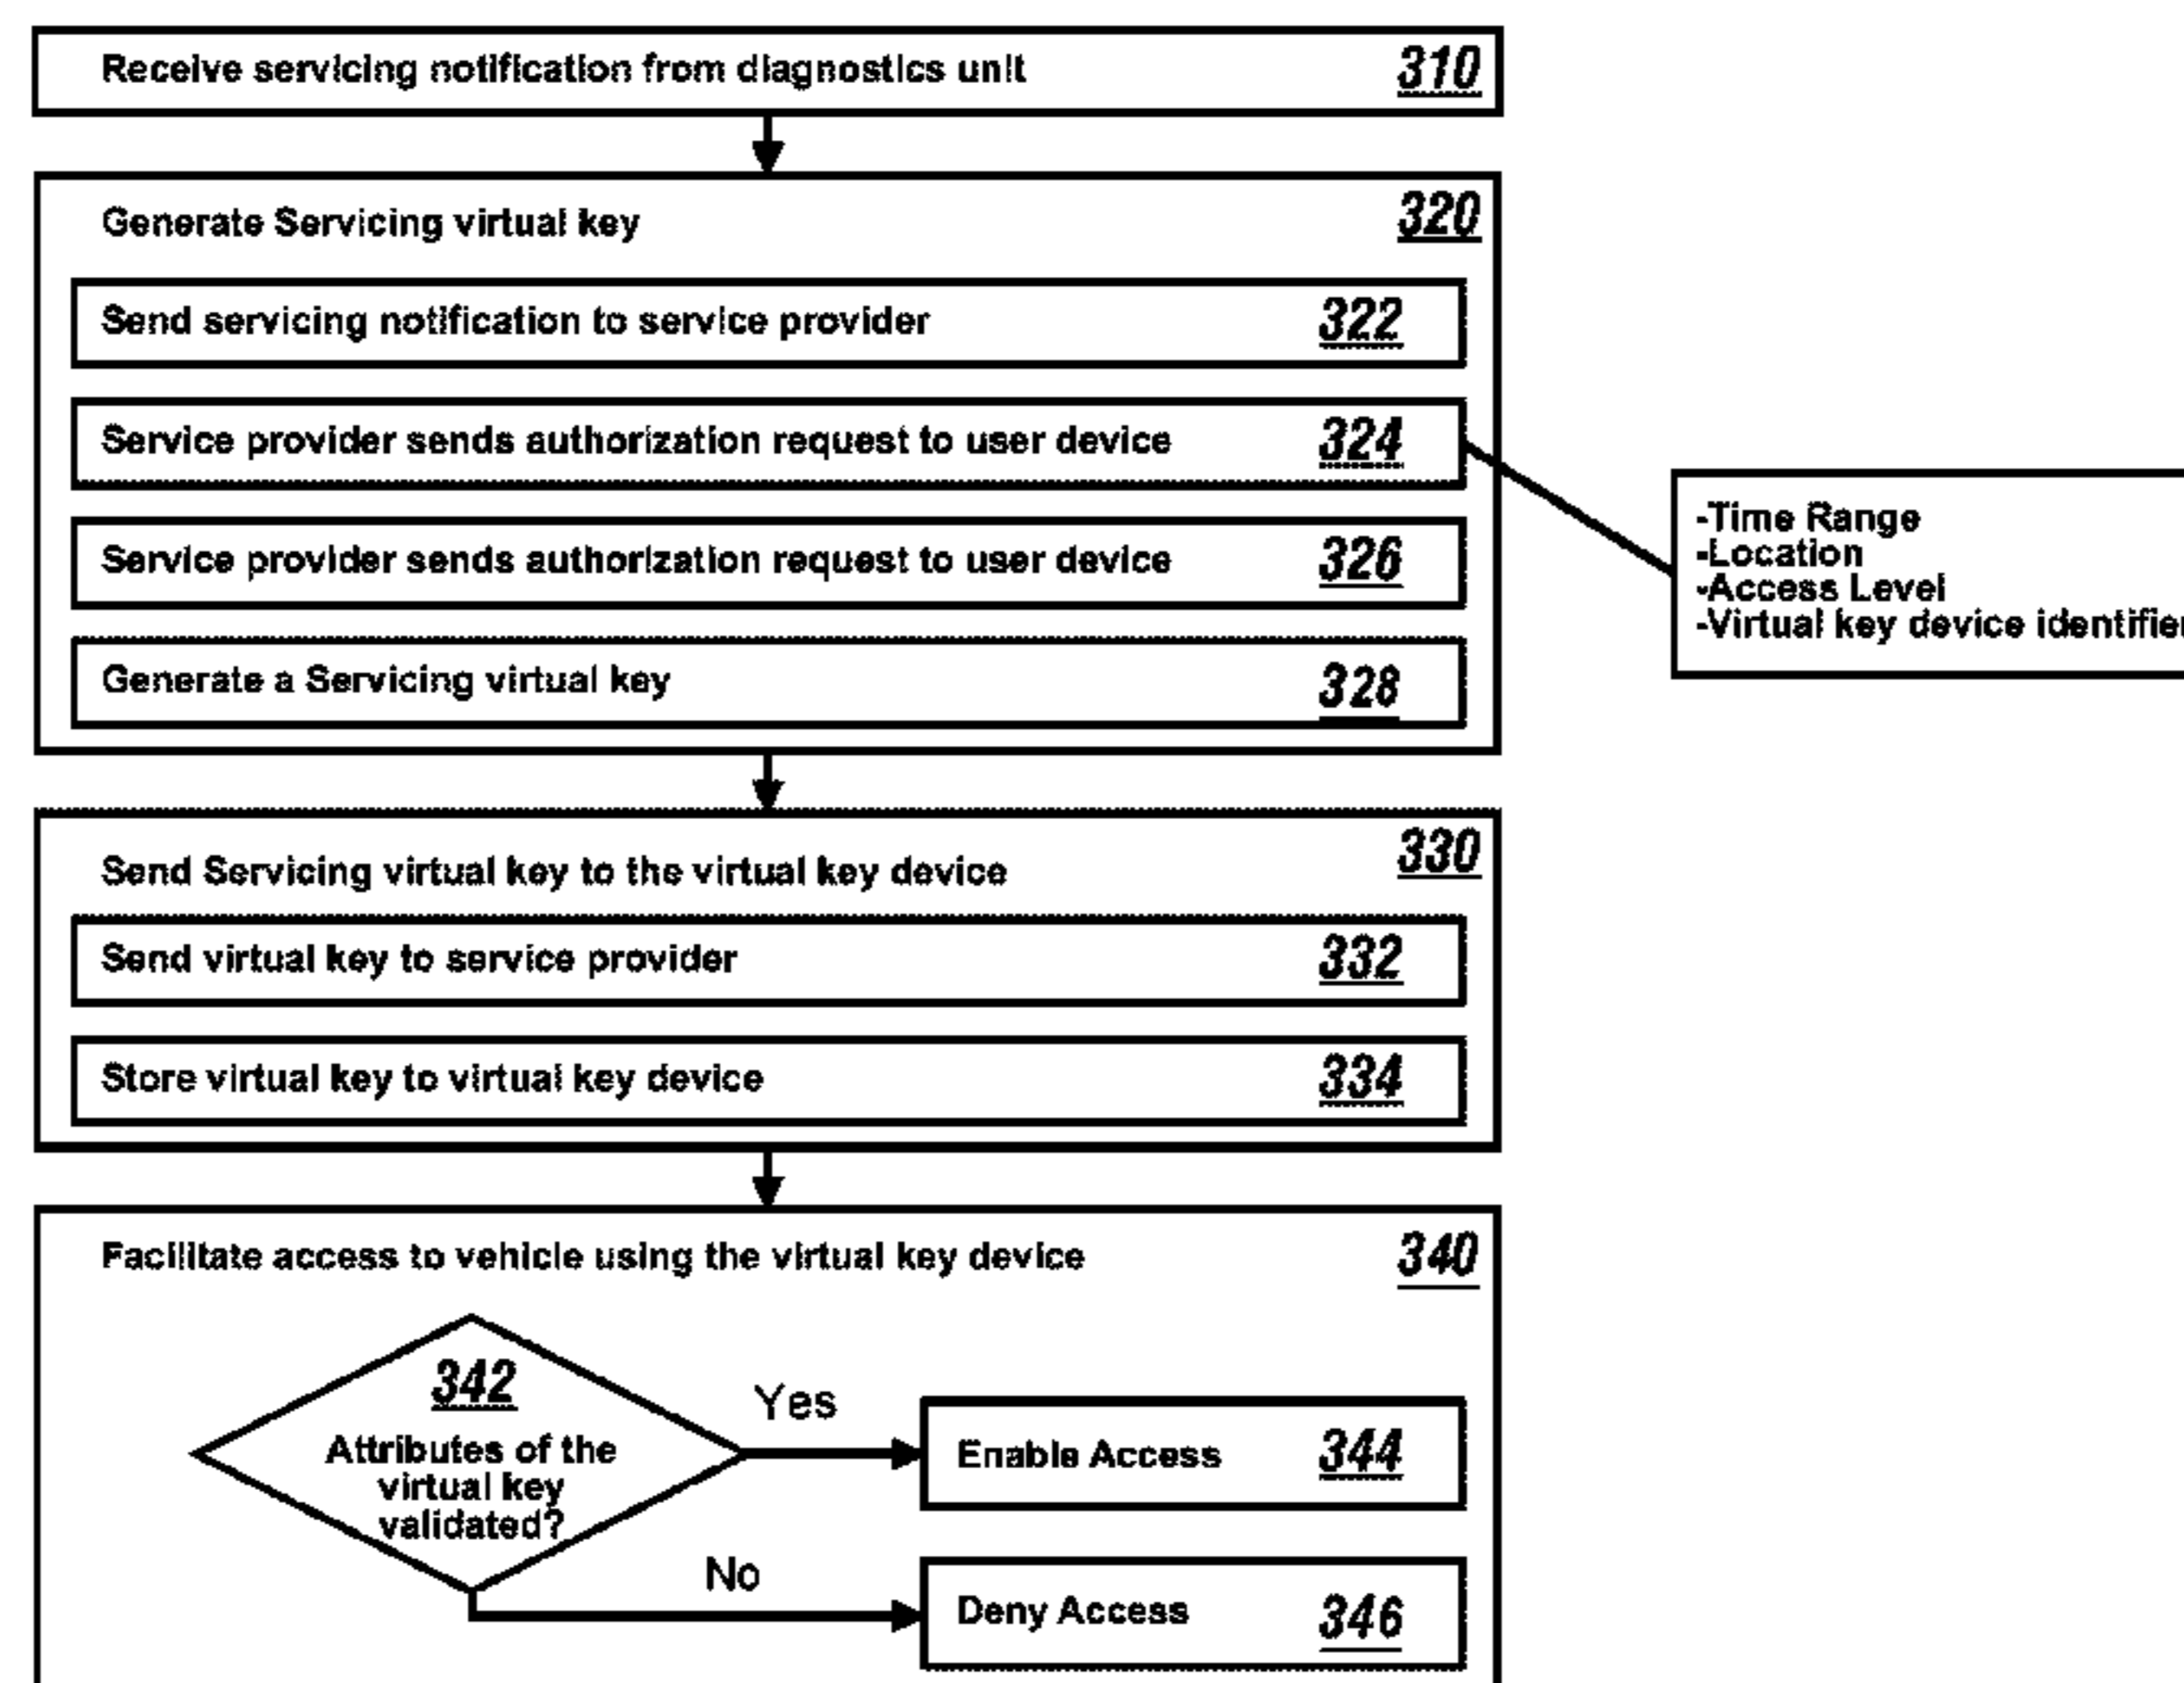 Receive servicing notification from diagnostics unit 310
Generate Servicing virtual key 320
Send servicing notification to service provider 322
Service provider sends authorization request to user device 324
Service provider sends authorization request to user device 326
Generate a Servicing virtual key 328
-Time Range
-Location
-Access Level
-Virtual key device identifier
Send Servicing virtual key to the virtual key device 330
Send virtual key to service provider 332
Store virtual key to virtual key device 334
Facilitate access to vehicle using the virtual key device 340
342
Attributes of the
virtual key
validated?
Yes
Enable Access 344
No
Deny Access 346